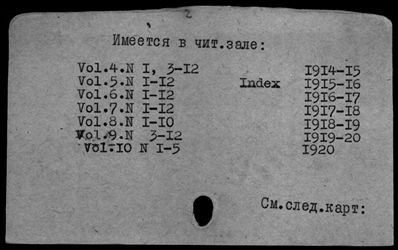 2
Имеется в чит.зале:
Vol.4.N I, 3-I2 I9I4-I5
Vol.5.N I-I2 Index I9I5-I6
Vol.6.N I-I2 I9I6-I7
Vol.7.N I-I2 I9I7-I8
Vol.8.N I-I0 I9I8-I9
Vol.9.N 3-I2 I9I9-20
Vol.I0 N I-5 I920
См.след.карт: